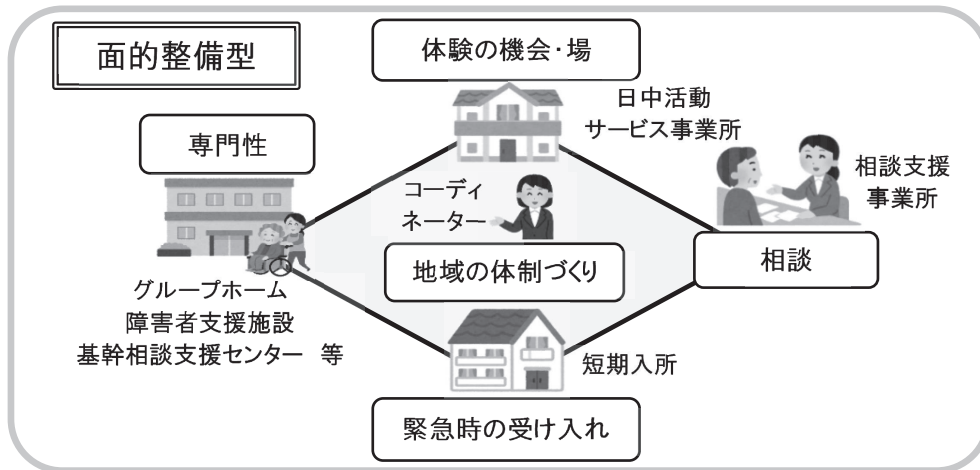 面的整備型
体験の機会・場
日中活動
サービス事業所
専門性
相談支援
事業所
コーディ
ネーター
地域の体制づくり
相談
グループホーム
障害者支援施設
基幹相談支援センター 等
短期入所
緊急時の受け入れ